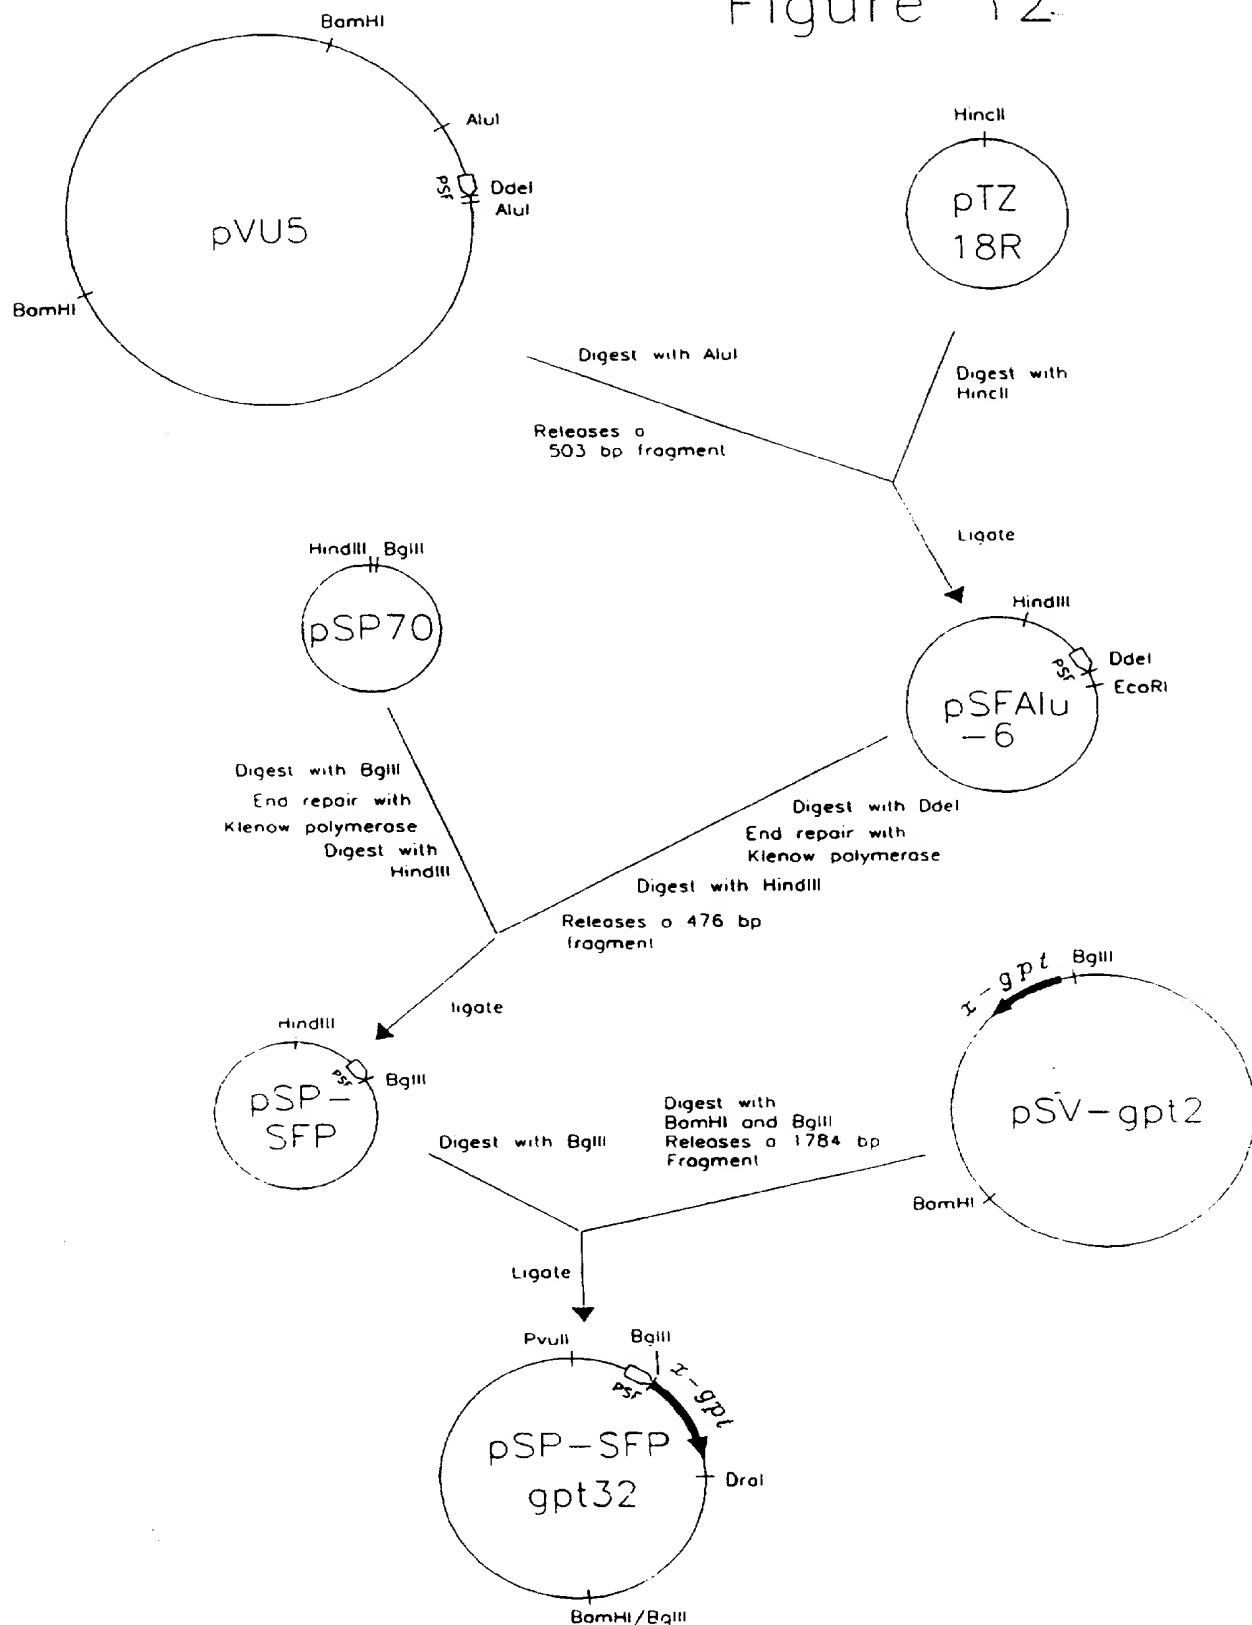 Figure 12
BamHI
AluI
PSf
DdeI
AluI
pVU5
BamHI
HincII
pTZ
18R
Digest with AluI
Releases a
503 bp fragment
Digest with
HincII
Ligate
HindIII BglII
pSP70
HindIII
PSf
DdeI
EcoRI
pSFAlu
-6
Digest with BglII
End repair with
Klenow polymerase
Digest with
HindIII
Digest with DdeI
End repair with
Klenow polymerase
Digest with HindIII
Releases a 476 bp
fragment
ligate
HindIII
PSf
BglII
pSP-
SFP
x-gpt
BglII
pSV-gpt2
BamHI
Digest with BglII
Digest with
BamHI and BglII
Releases a 1784 bp
Fragment
Ligate
PvuII
BglII
PSf
x-gpt
pSP-SFP
gpt32
DraI
BamHI/BglII